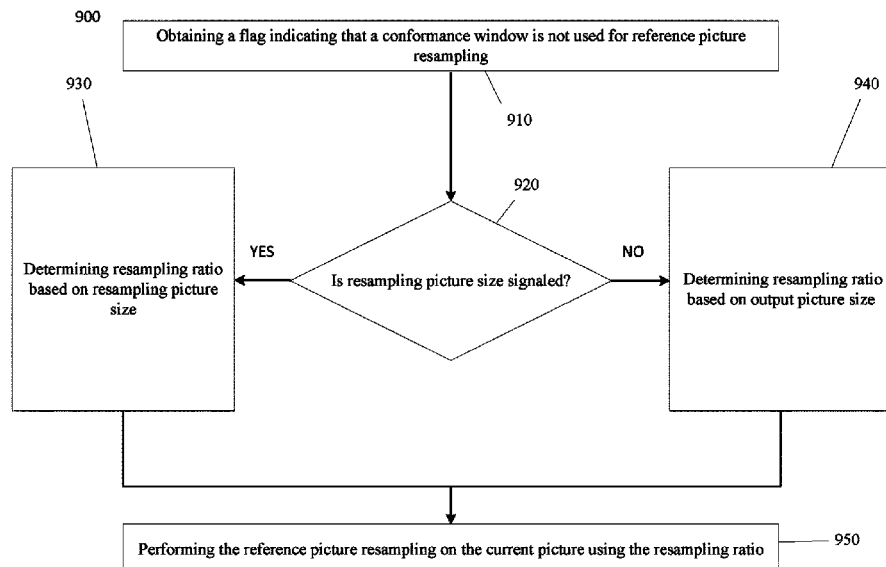 900
Obtaining a flag indicating that a conformance window is not used for reference picture
resampling
930
910
940
920
YES
NO
Determining resampling ratio
based on resampling picture
size
Is resampling picture size signaled?
Determining resampling ratio
based on output picture size
Performing the reference picture resampling on the current picture using the resampling ratio
950